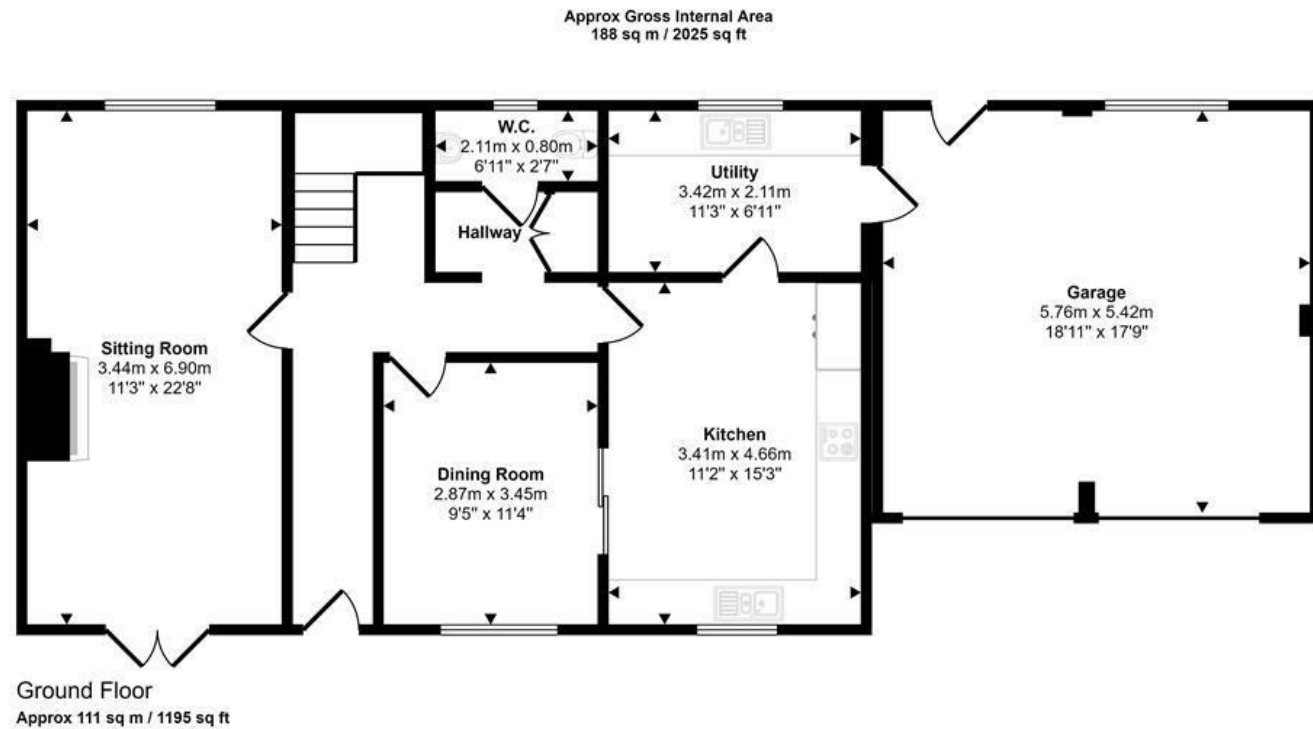 Approx Gross Internal Area
188 sq m / 2025 sq ft
W.C.
2.11m x 0.80m
6'11" x 2'7"
Utility
3.42m x 2.11m
11'3" x 6'11"
Hallway
Garage
5.76m x 5.42m
18'11" x 17'9"
Sitting Room
3.44m x 6.90m
11'3" x 22'8"
Kitchen
3.41m x 4.66m
11'2" x 15'3"
Dining Room
2.87m x 3.45m
9'5" x 11'4"
Ground Floor
Approx 111 sq m / 1195 sq ft